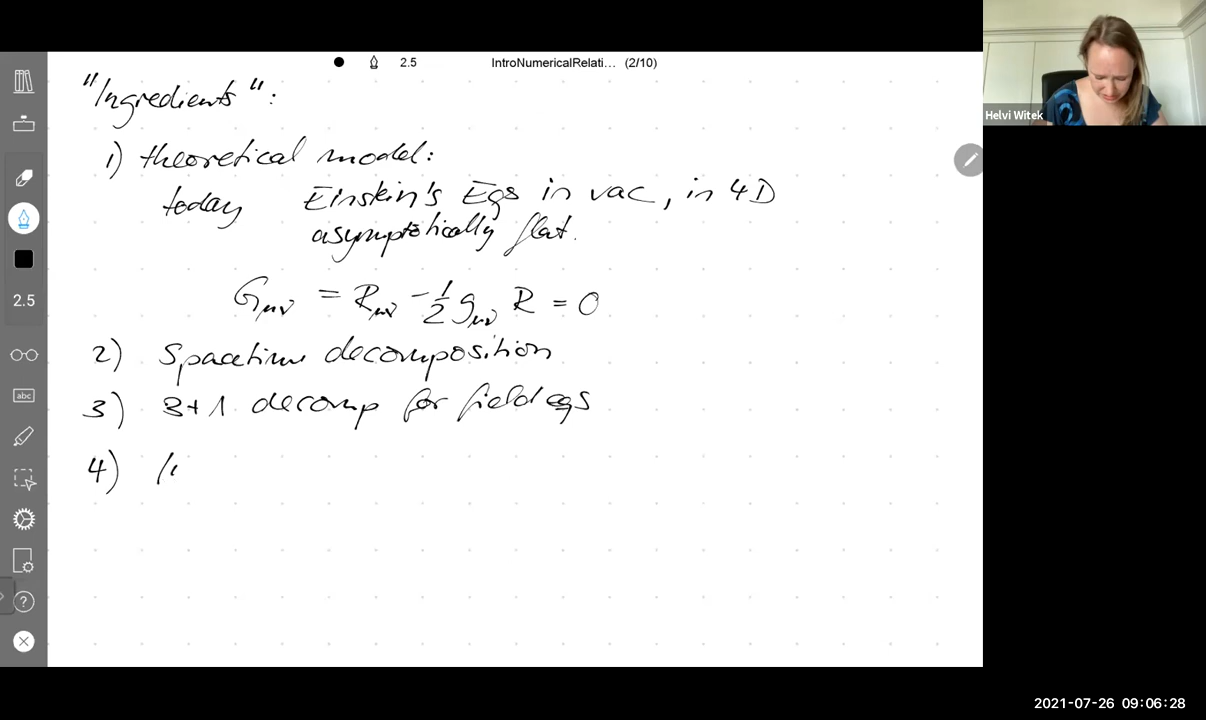 2.5 IntroNumericalRelati... (2/10)
Helvi Witek
"Ingredients":
1) theoretical model:
today Einstein's Eqs in vac, in 4D
asymptotically flat.
Gμν = Rμν - 1/2 gμν R = 0
2.5
2) Spacetime decomposition
3) 3+1 decomp for field eqs
abc
4)
?
2021-07-26 09:06:28